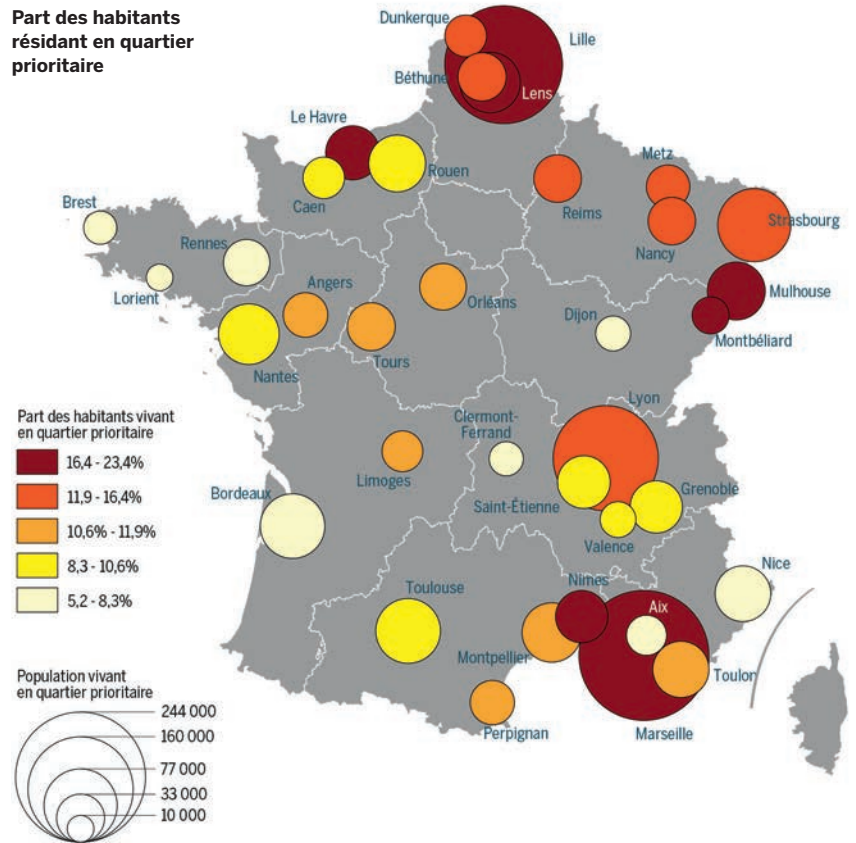 Part des habitants
résidant en quartier
prioritaire
Dunkerque
Lille
Béthune
Lens
Le Havre
Rouen
Caen
Metz
Reims
Nancy
Strasbourg
Brest
Rennes
Lorient
Angers
Orléans
Nantes
Tours
Dijon
Mulhouse
Montbéliard
Lyon
Clermont-
Ferrand
Limoges
Saint-Étienne
Grenoble
Valence
Bordeaux
Toulouse
Nîmes
Nice
Aix
Montpellier
Toulon
Perpignan
Marseille
Part des habitants vivant
en quartier prioritaire
16,4 - 23,4%
11,9 - 16,4%
10,6% - 11,9%
8,3 - 10,6%
5,2 - 8,3%
Population vivant
en quartier prioritaire
244 000
160 000
77 000
33 000
10 000